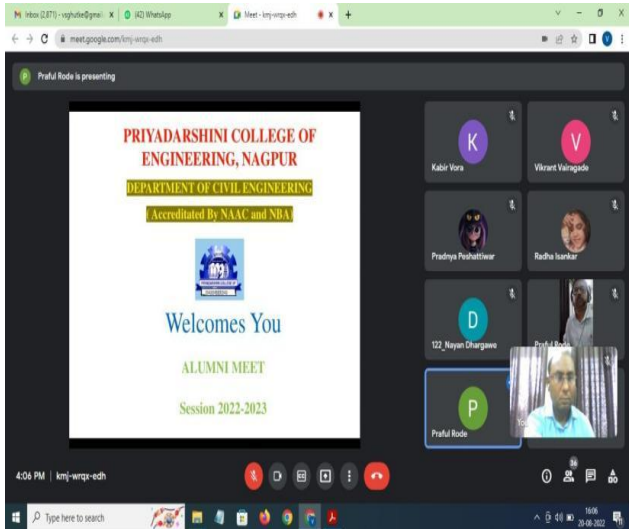 Inbox (2,871) - vsghutke@gmail.
(42) WhatsApp
Meet - kmj-wrqx-edh
meet.google.com/kmj-wrqx-edh
P Praful Rode is presenting
PRIYADARSHINI COLLEGE OF
ENGINEERING, NAGPUR
DEPARTMENT OF CIVIL ENGINEERING
(Accreditated By NAAC and NBA)
Welcomes You
ALUMNI MEET
Session 2022-2023
K
Kabir Vora
V
Vikrant Vairagade
Pradnya Peshattiwar
Radha Isankar
D
122_Nayan Dhargawe
Praful Rode
P
Praful Rode
You
4:06 PM | kmj-wrqx-edh
Type here to search
16:06
20-08-2022